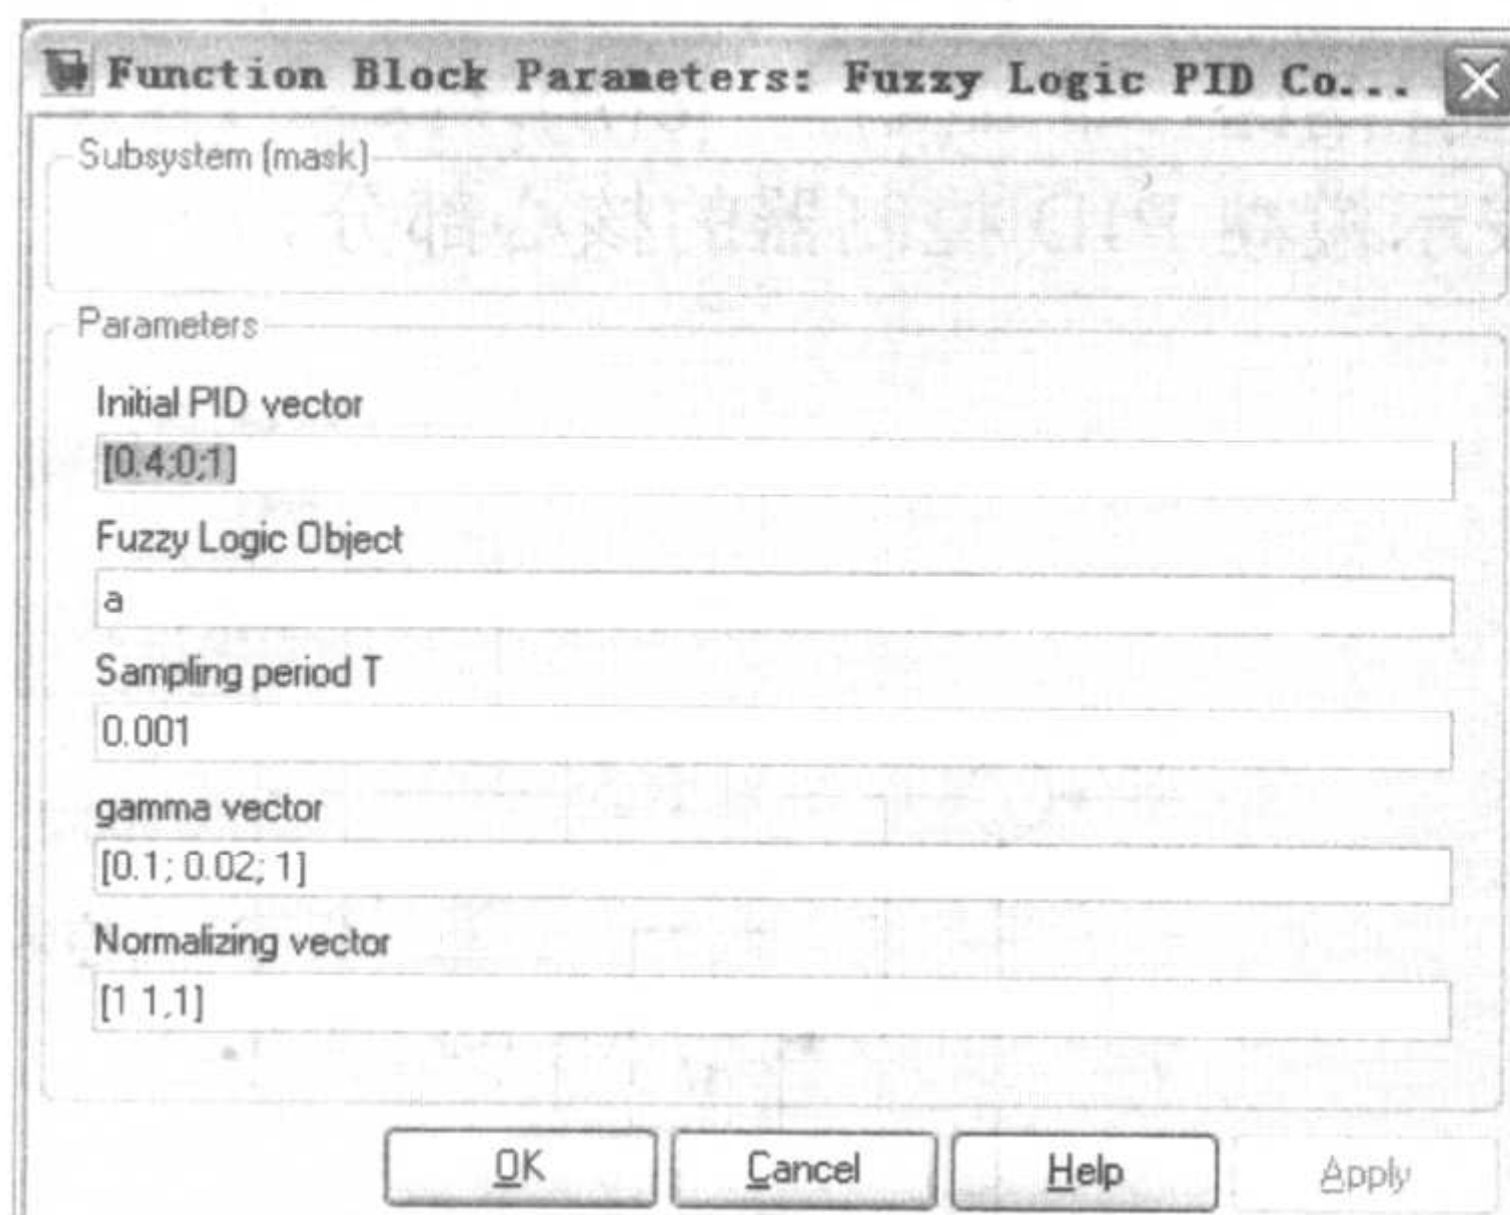 Function Block Parameters: Fuzzy Logic PID Co...
Subsystem (mask)
Parameters
Initial PID vector
[0.4;0;1]
Fuzzy Logic Object
a
Sampling period T
0.001
gamma vector
[0.1; 0.02; 1]
Normalizing vector
[1 1,1]
OK Cancel Help Apply